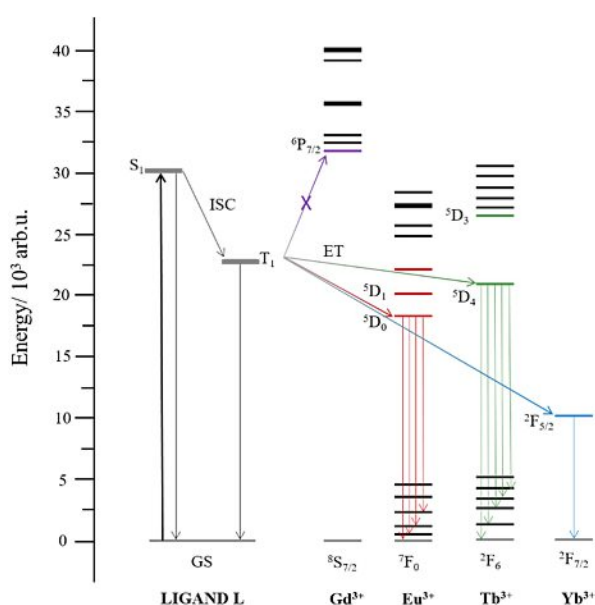 Energy/ 10³ arb.u.
40
35
30
25
20
15
10
5
0
S₁
ISC
T₁
GS
LIGAND L
⁶P₇/₂
X
ET
⁸S₇/₂
Gd³⁺
⁵D₁
⁵D₀
⁷F₀
Eu³⁺
⁵D₃
⁵D₄
²F₆
Tb³⁺
²F₅/₂
²F₇/₂
Yb³⁺